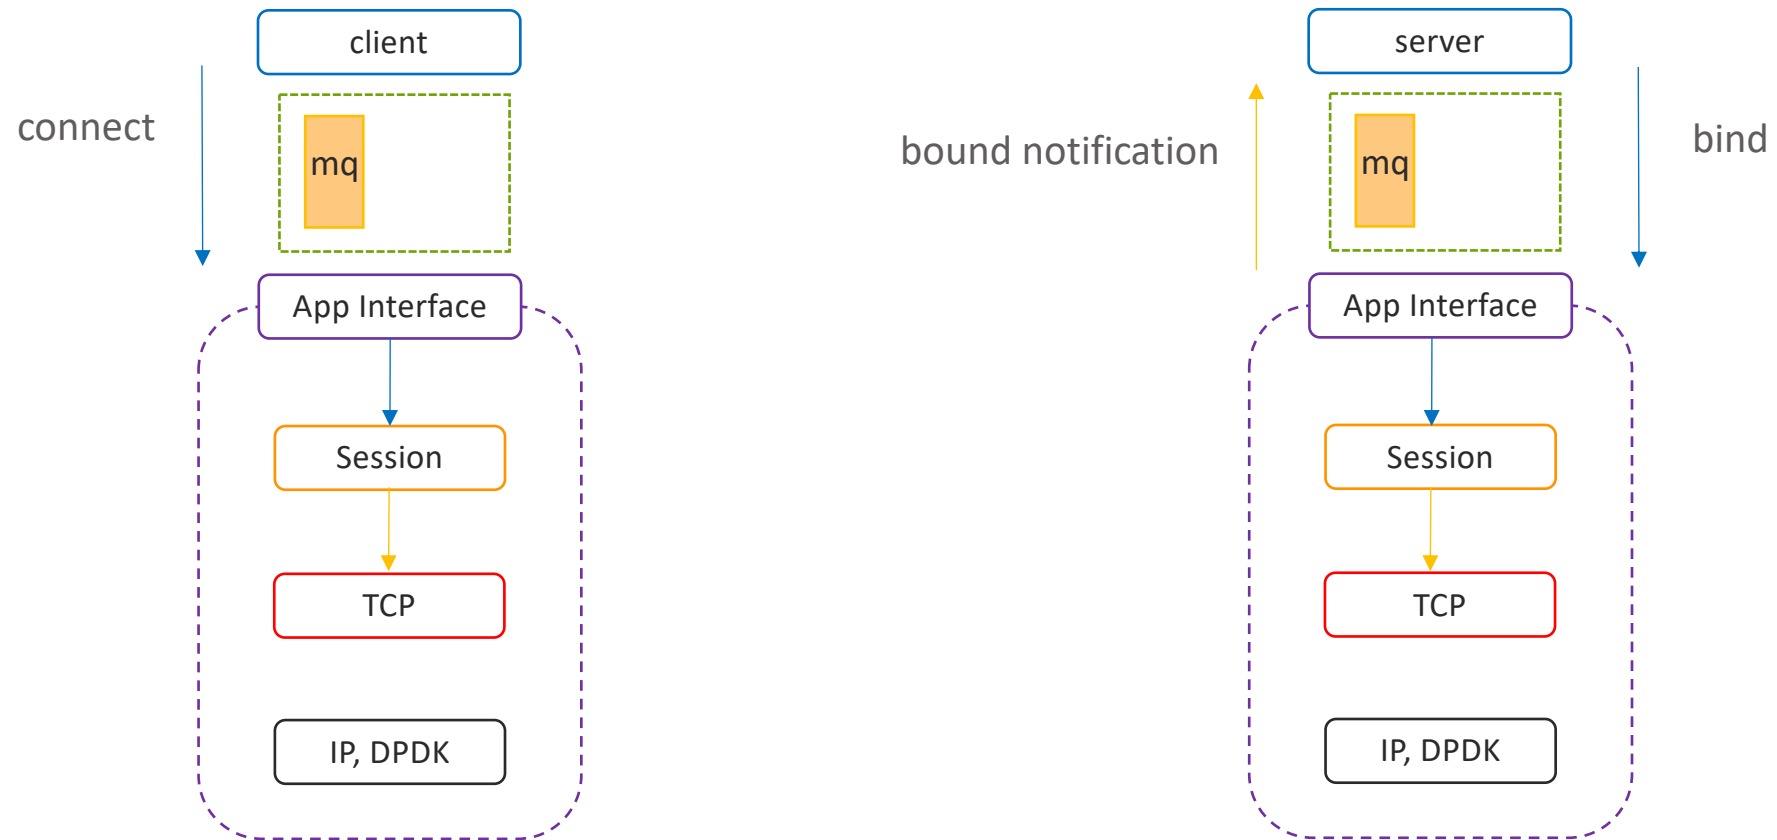 client
connect
mq
App Interface
Session
TCP
IP, DPDK
server
bound notification
mq
bind
App Interface
Session
TCP
IP, DPDK